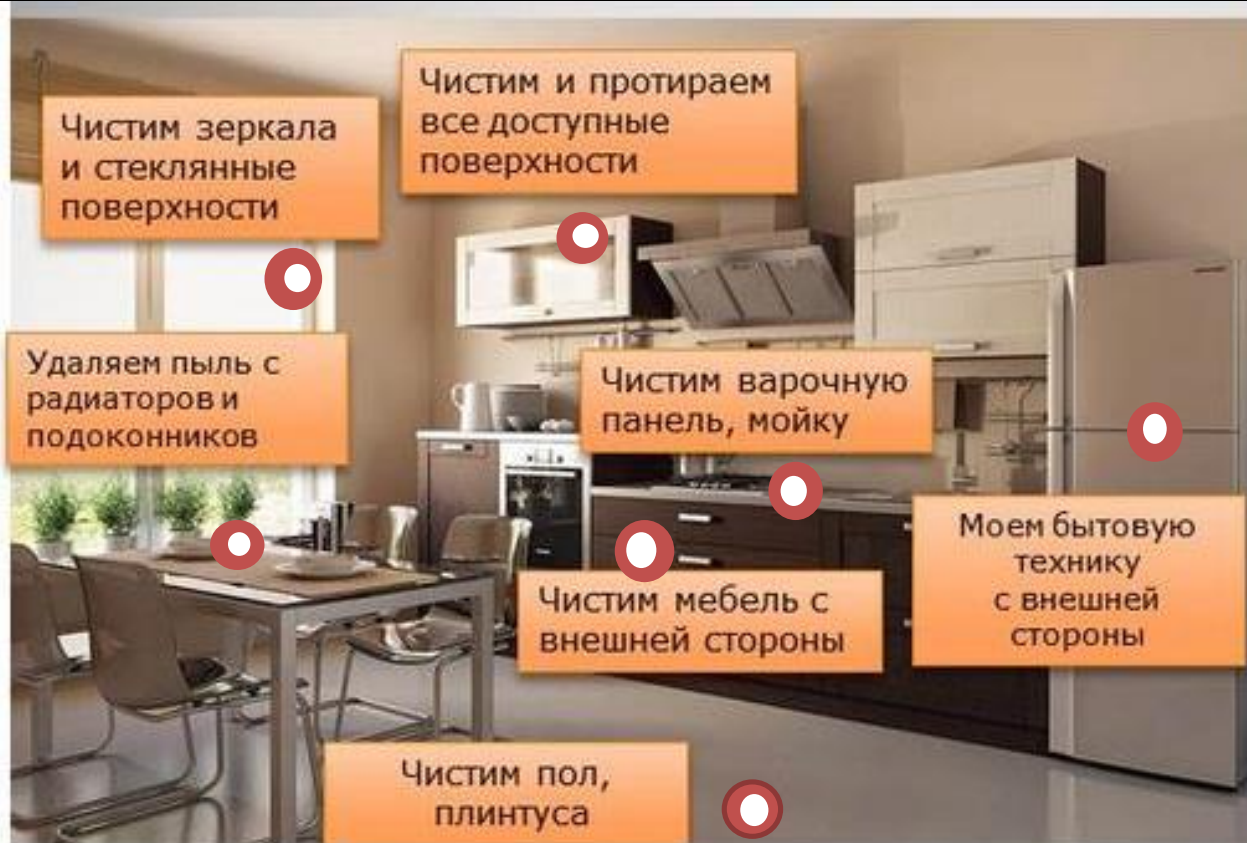 Чистим и протираем
все доступные
поверхности
Чистим зеркала
и стеклянные
поверхности
Удаляем пыль с
радиаторов и
подоконников
Чистим варочную
панель, мойку
Моем бытовую
технику
с внешней
стороны
Чистим мебель с
внешней стороны
Чистим пол,
плинтуса